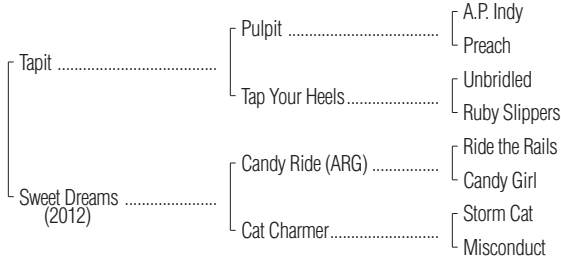 A.P. Indy
Pulpit ........................................
Preach
Tapit ..........................................
Unbridled
Tap Your Heels.......................
Ruby Slippers
Ride the Rails
Candy Ride (ARG) .................
Candy Girl
Sweet Dreams .......................
(2012)
Storm Cat
Cat Charmer...........................
Misconduct